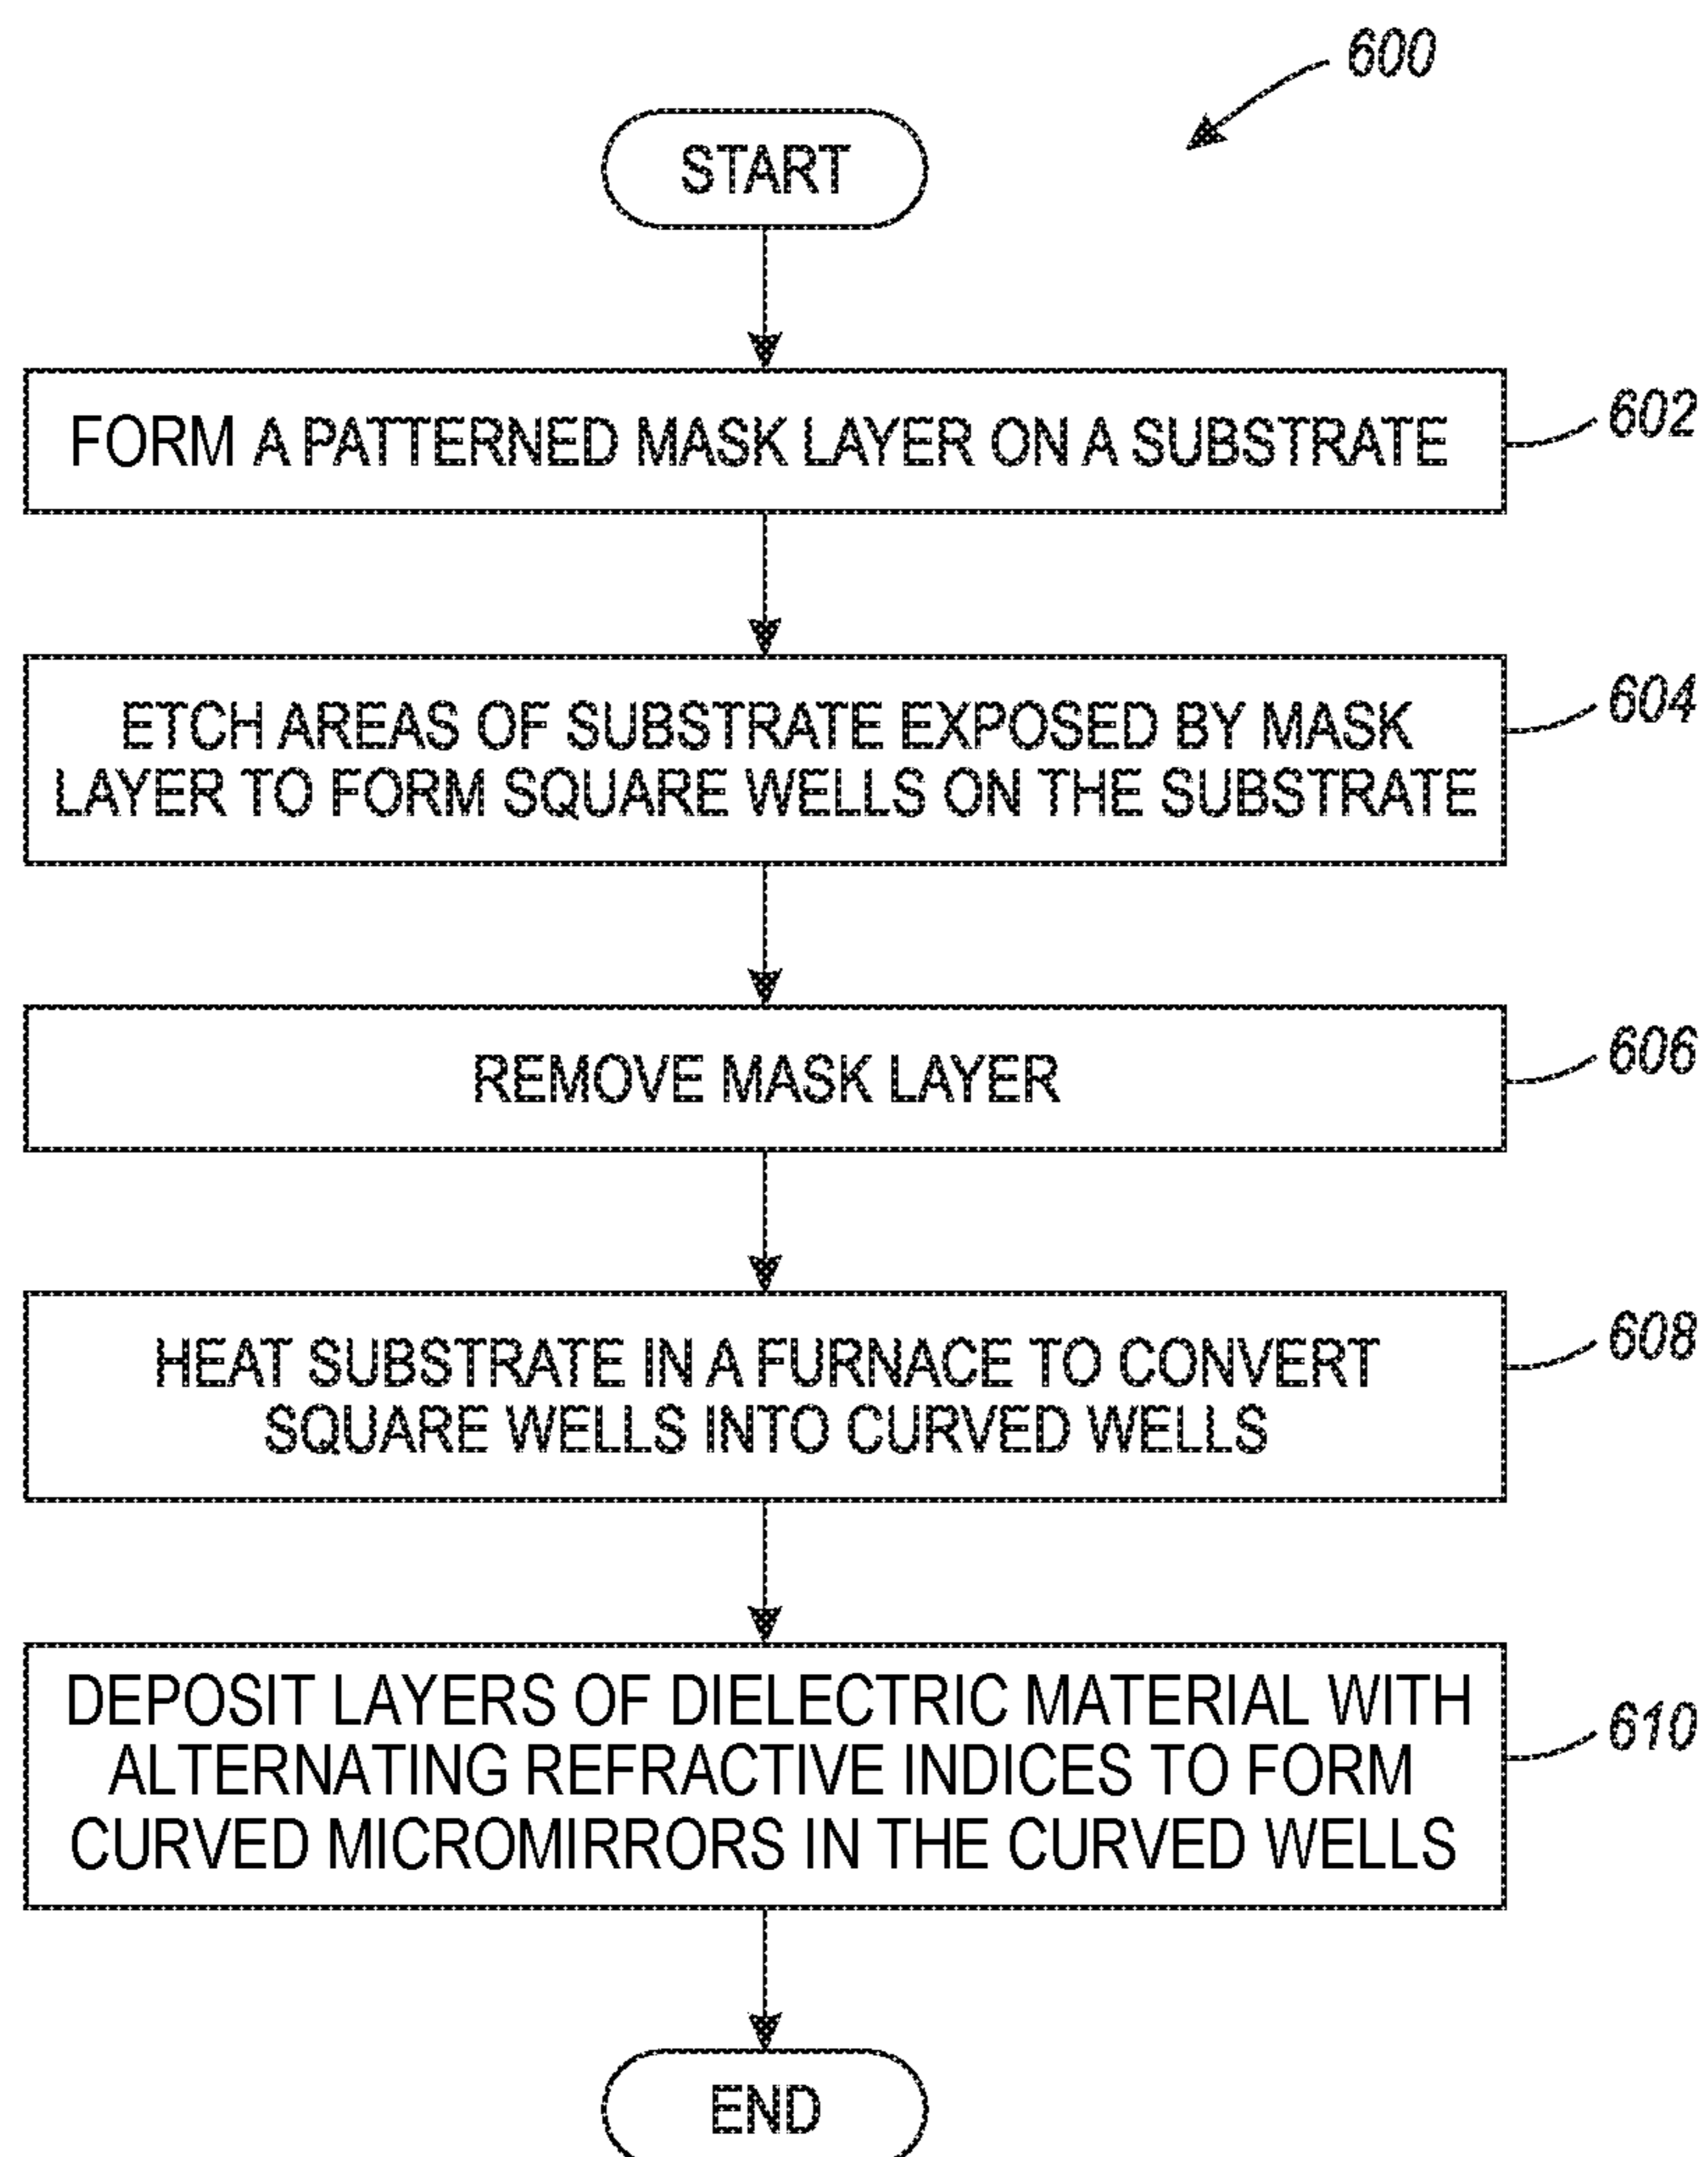 600
START
FORM A PATTERNED MASK LAYER ON A SUBSTRATE
602
ETCH AREAS OF SUBSTRATE EXPOSED BY MASK
LAYER TO FORM SQUARE WELLS ON THE SUBSTRATE
604
REMOVE MASK LAYER
606
HEAT SUBSTRATE IN A FURNACE TO CONVERT
SQUARE WELLS INTO CURVED WELLS
608
DEPOSIT LAYERS OF DIELECTRIC MATERIAL WITH
ALTERNATING REFRACTIVE INDICES TO FORM
CURVED MICROMIRRORS IN THE CURVED WELLS
610
END